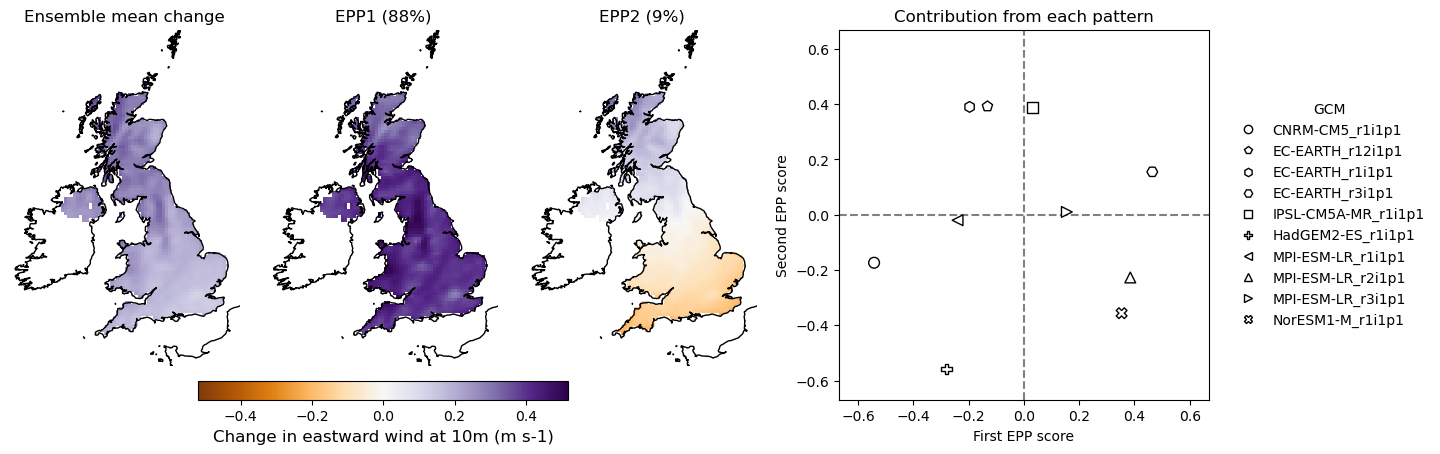 Ensemble mean change
EPP1 (88%)
EPP2 (9%)
−0.4 −0.2 0.0 0.2 0.4
Change in eastward wind at 10m (m s-1)
Contribution from each pattern
0.6
0.4
0.2
0.0
−0.2
−0.4
−0.6
Second EPP score
−0.6 −0.4 −0.2 0.0 0.2 0.4 0.6
First EPP score
GCM
CNRM-CM5_r1i1p1
EC-EARTH_r12i1p1
EC-EARTH_r1i1p1
EC-EARTH_r3i1p1
IPSL-CM5A-MR_r1i1p1
HadGEM2-ES_r1i1p1
MPI-ESM-LR_r1i1p1
MPI-ESM-LR_r2i1p1
MPI-ESM-LR_r3i1p1
NorESM1-M_r1i1p1